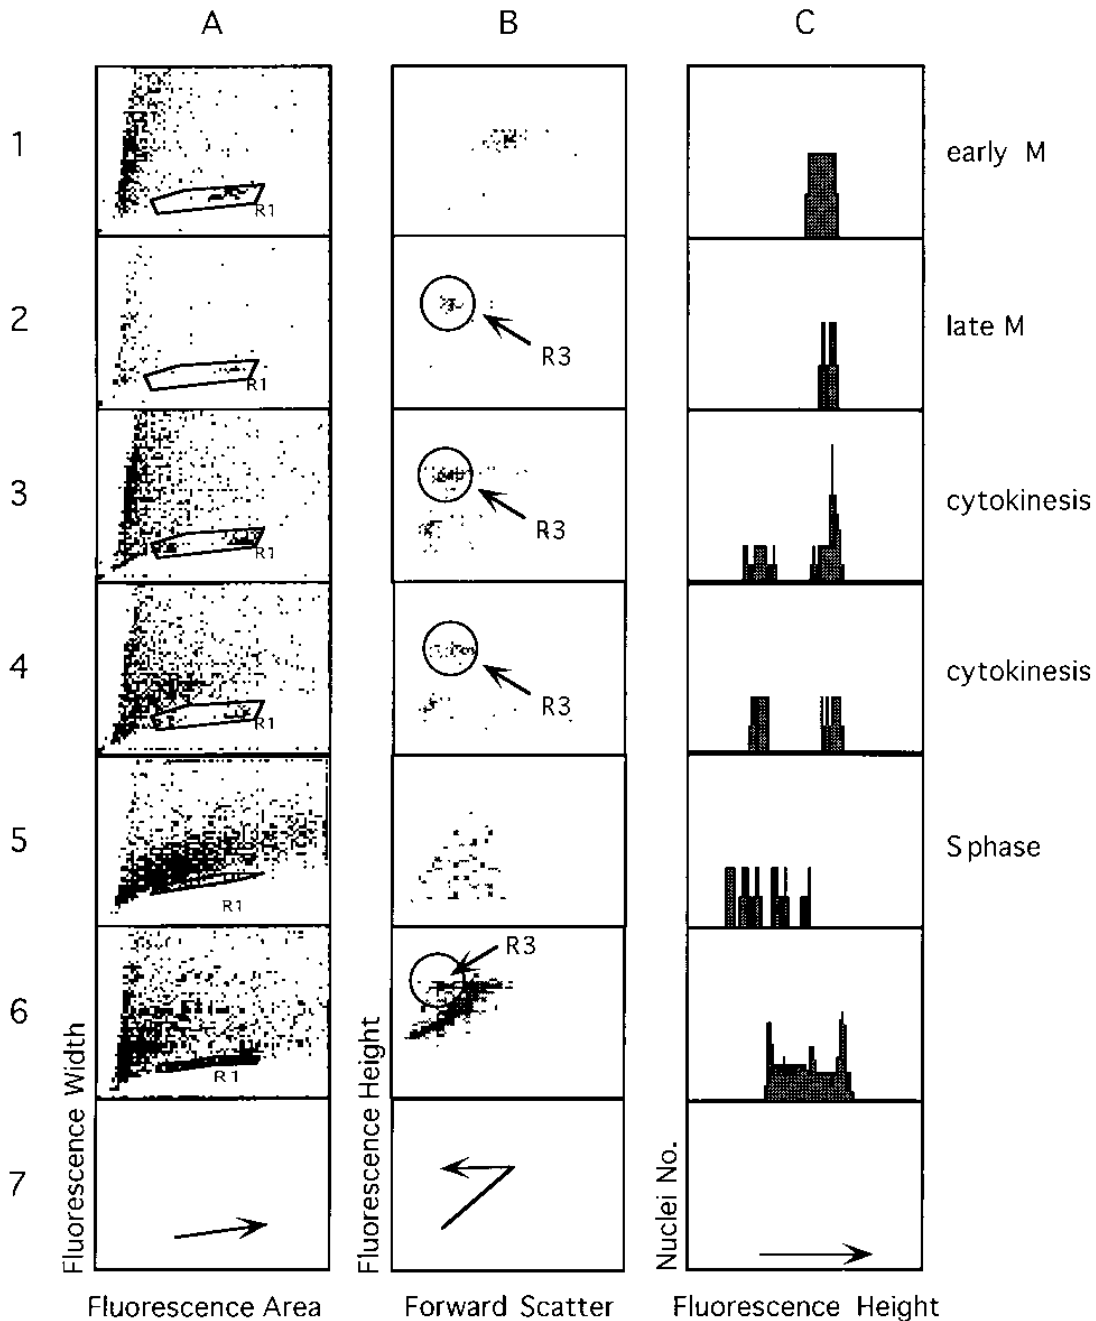 A B C
1 R1 early M
2 R1 R3 late M
3 R1 R3 cytokinesis
4 R1 R3 cytokinesis
5 R1 S phase
6 R1 R3
7
Fluorescence Width
Fluorescence Height
Nuclei No.
Fluorescence Area Forward Scatter Fluorescence Height